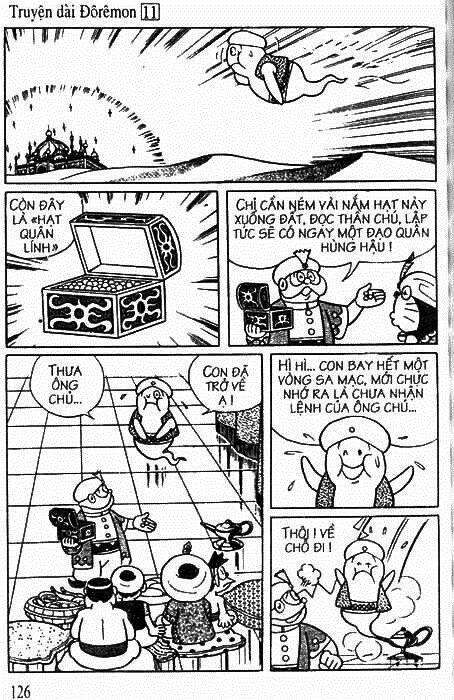 Truyện dài Đôrêmon 11
CÒN ĐÂY
LÀ «HẠT
QUÂN
LÍNH»
CHỈ CẦN NÉM VÀI NẮM HẠT NÀY
XUỐNG ĐẤT, ĐỌC THẦN CHÚ, LẬP
TỨC SẼ CÓ NGAY MỘT ĐẠO QUÂN
HÙNG HẬU !
THƯA
ÔNG
CHỦ...
CON ĐÃ
TRỞ VỀ
Ạ !
HÌ HÌ... CON BAY HẾT MỘT
VÒNG SA MẠC, MỚI CHỰC
NHỚ RA LÀ CHƯA NHẬN
LỆNH CỦA ÔNG CHỦ...
THÔI ! VỀ
CHỖ ĐI !
126